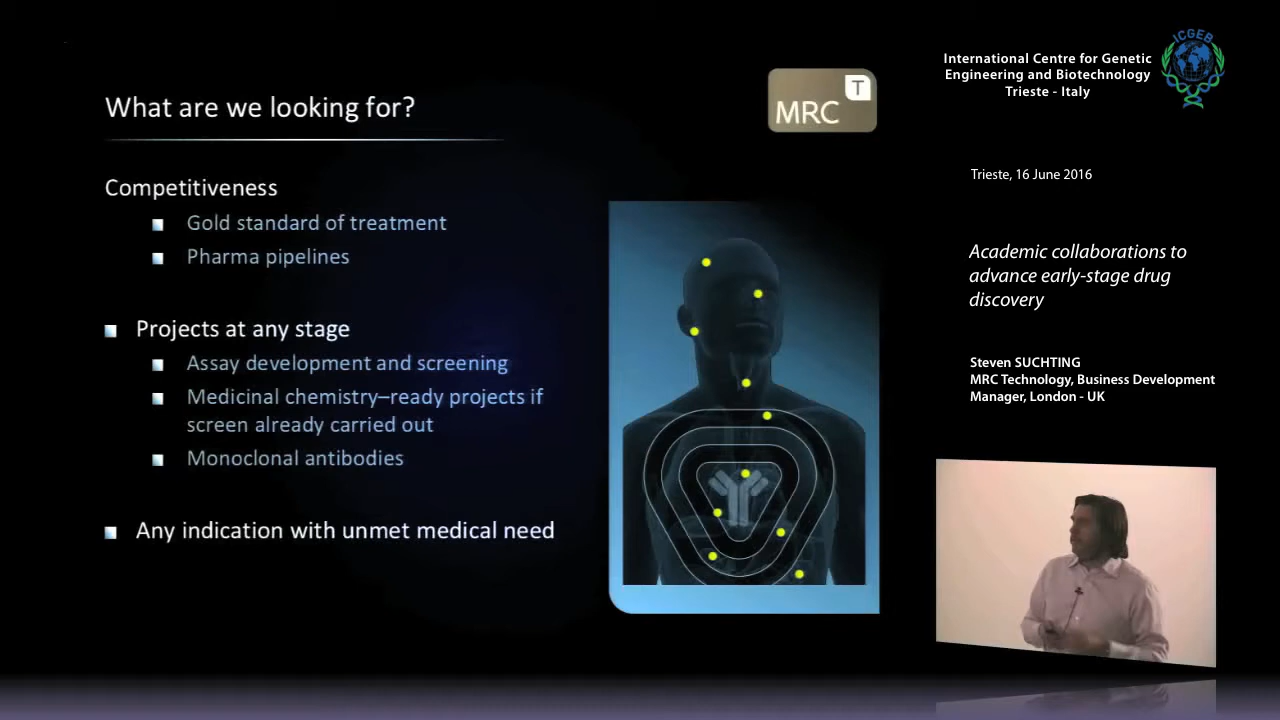 What are we looking for?
MRC
T
Competitiveness
Gold standard of treatment
Pharma pipelines
Projects at any stage
Assay development and screening
Medicinal chemistry–ready projects if
screen already carried out
Monoclonal antibodies
Any indication with unmet medical need
International Centre for Genetic
Engineering and Biotechnology
Trieste - Italy
ICGEB
Trieste, 16 June 2016
Academic collaborations to
advance early-stage drug
discovery
Steven SUCHTING
MRC Technology, Business Development
Manager, London - UK